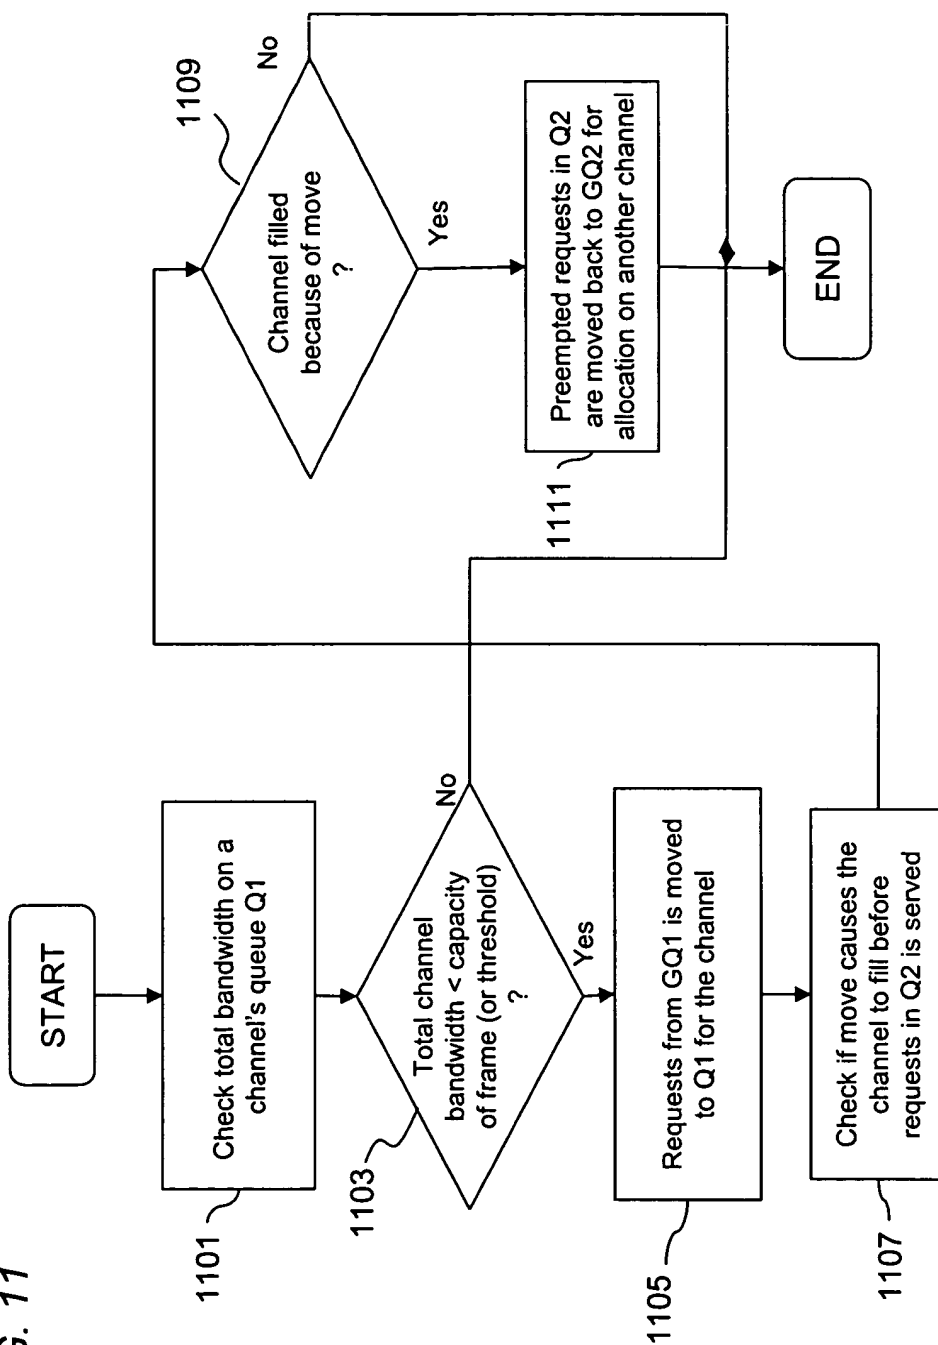 START
Check total bandwidth on a
channel's queue Q1
1101
Total channel
bandwidth < capacity
of frame (or threshold)
?
1103
No
Yes
Requests from GQ1 is moved
to Q1 for the channel
1105
Check if move causes the
channel to fill before
requests in Q2 is served
1107
Channel filled
because of move
?
1109
No
Yes
Preempted requests in Q2
are moved back to GQ2 for
allocation on another channel
1111
END
G. 11